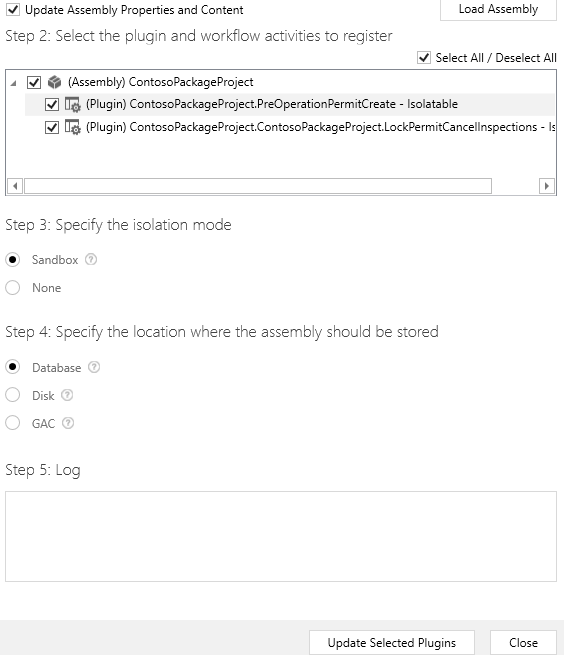 Update Assembly Properties and Content
Load Assembly
Step 2: Select the plugin and workflow activities to register
Select All / Deselect All
(Assembly) ContosoPackageProject
(Plugin) ContosoPackageProject.PreOperationPermitCreate - Isolatable
(Plugin) ContosoPackageProject.ContosoPackageProject.LockPermitCancelInspections - Is
Step 3: Specify the isolation mode
Sandbox ?
None
Step 4: Specify the location where the assembly should be stored
Database ?
Disk ?
GAC ?
Step 5: Log
Update Selected Plugins
Close